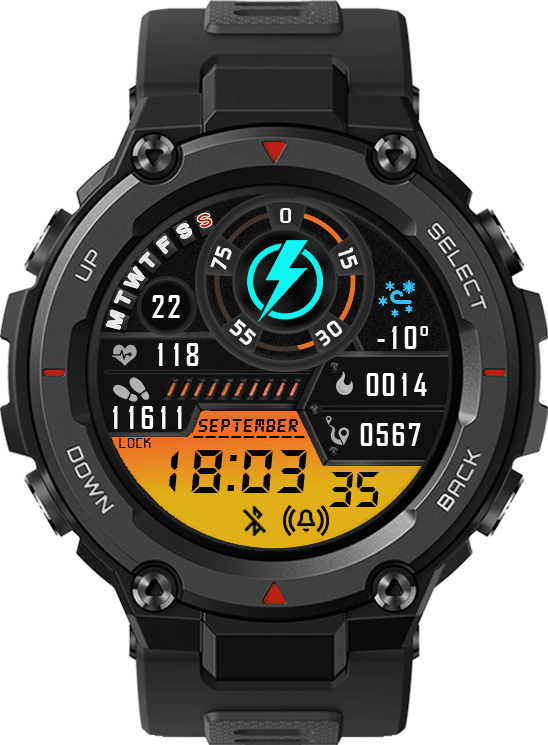 0
15
30
55
75
M T W T F S S
22
-10°
118
0014
11611
0567
SEPTEMBER
LOCK
18:03
35
UP
SELECT
DOWN
BACK